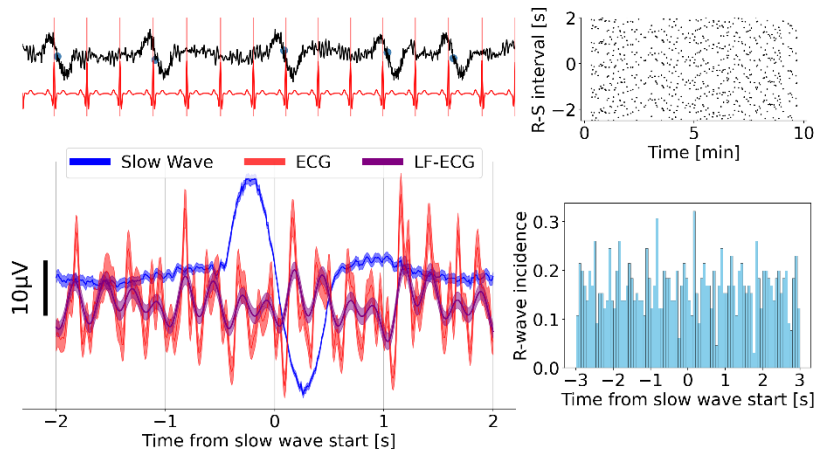 2
0
−2
R-S interval [s]
0
5
10
Time [min]
Slow Wave
ECG
LF-ECG
10μV
−2
−1
0
1
2
Time from slow wave start [s]
0.3
0.2
0.1
0.0
R-wave incidence
−3
−2
−1
0
1
2
3
Time from slow wave start [s]